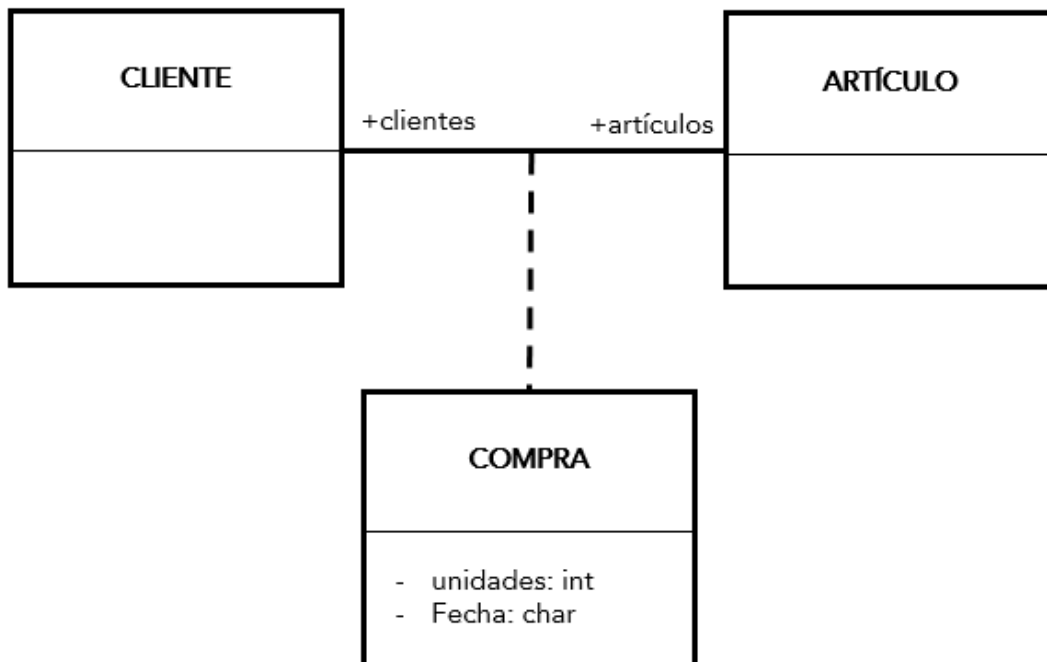 CLIENTE
ARTÍCULO
+clientes
+artículos
COMPRA
- unidades: int
- Fecha: char